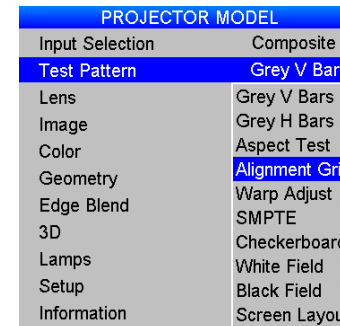 PROJECTOR MODEL
Input Selection Composite
Test Pattern Grey V Bar
Lens Grey V Bars
Image Grey H Bars
Color Aspect Test
Geometry Alignment Gri
Edge Blend Warp Adjust
3D SMPTE
Lamps Checkerboard
Setup White Field
Information Black Field
Screen Layou